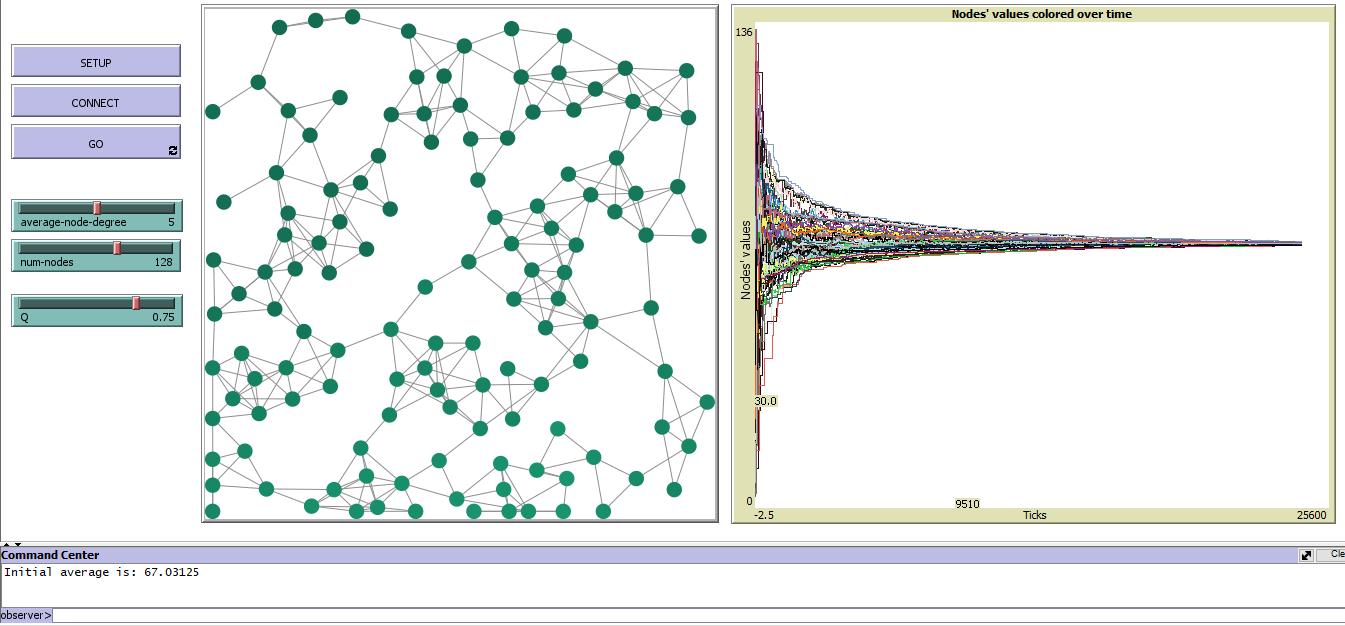 SETUP
CONNECT
GO
average-node-degree 5
num-nodes 128
Q 0.75
Nodes' values colored over time
136
Nodes' values
30.0
0
9510
-2.5
Ticks
25600
Command Center
Cle
Initial average is: 67.03125
observer>